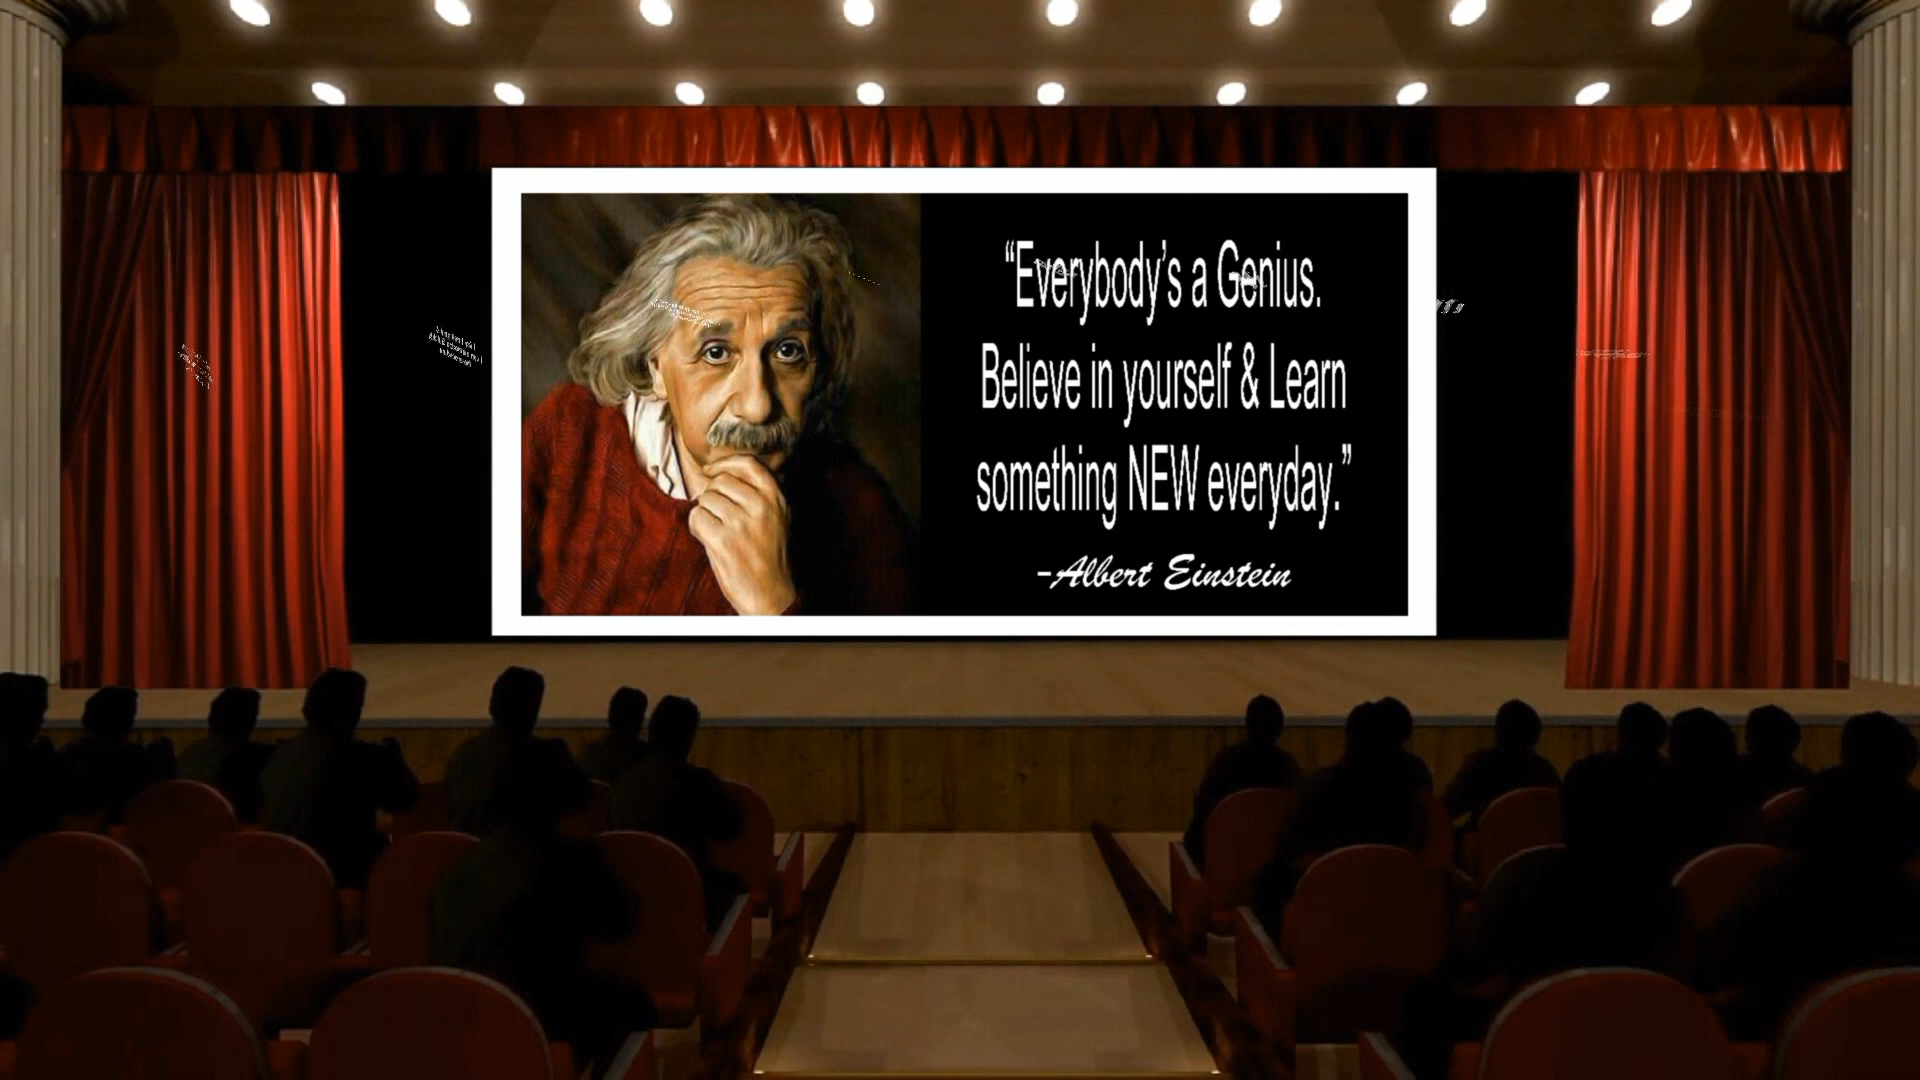 “Everybody’s a Genius.
Believe in yourself & Learn
something NEW everyday.”
-Albert Einstein